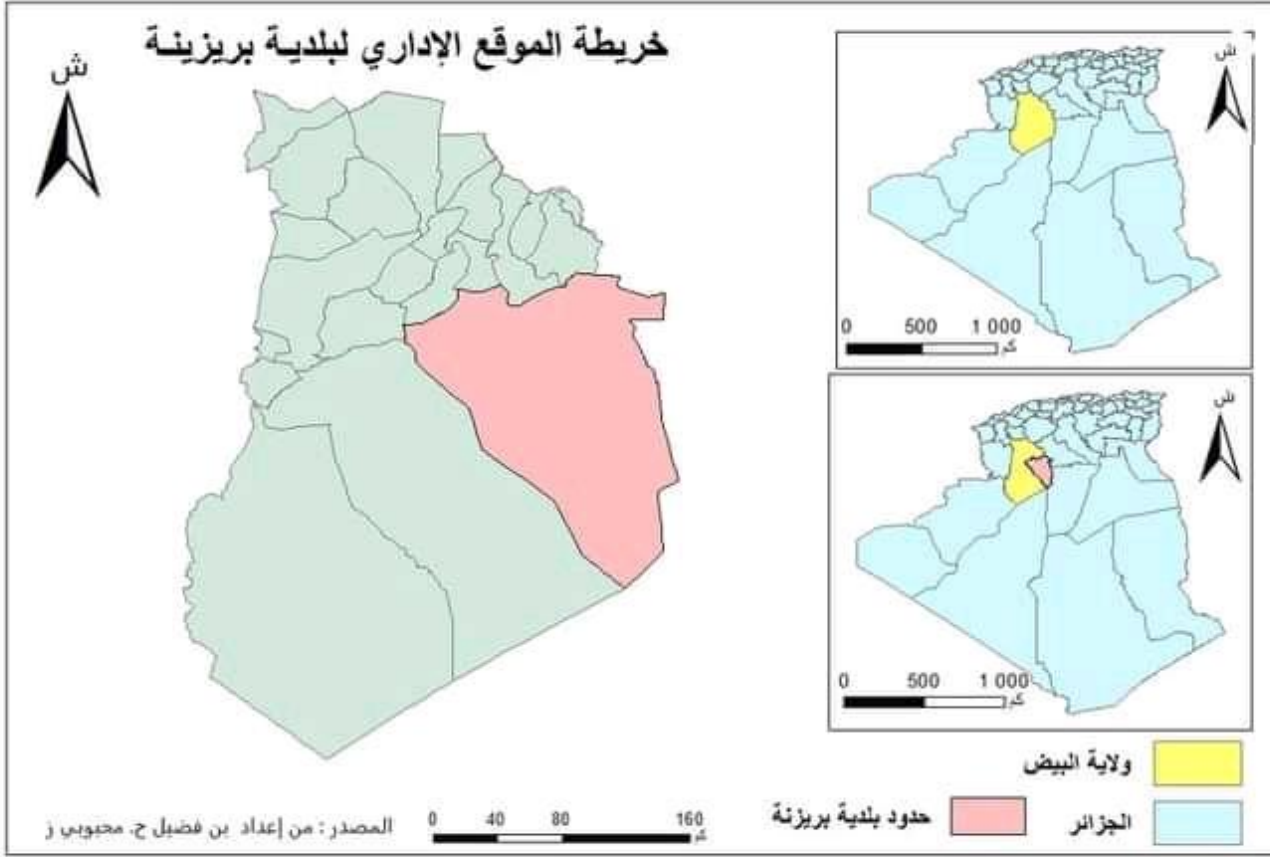 خريطة الموقع الإداري لبلدية بريزينة
ش
ش
0 500 1 000
كم
ش
0 500 1 000
كم
ولاية البيض
الجزائر
حدود بلدية بريزنة
0 40 80 160
كم
المصدر : من إعداد بن فضيل ح. محبوبي ز